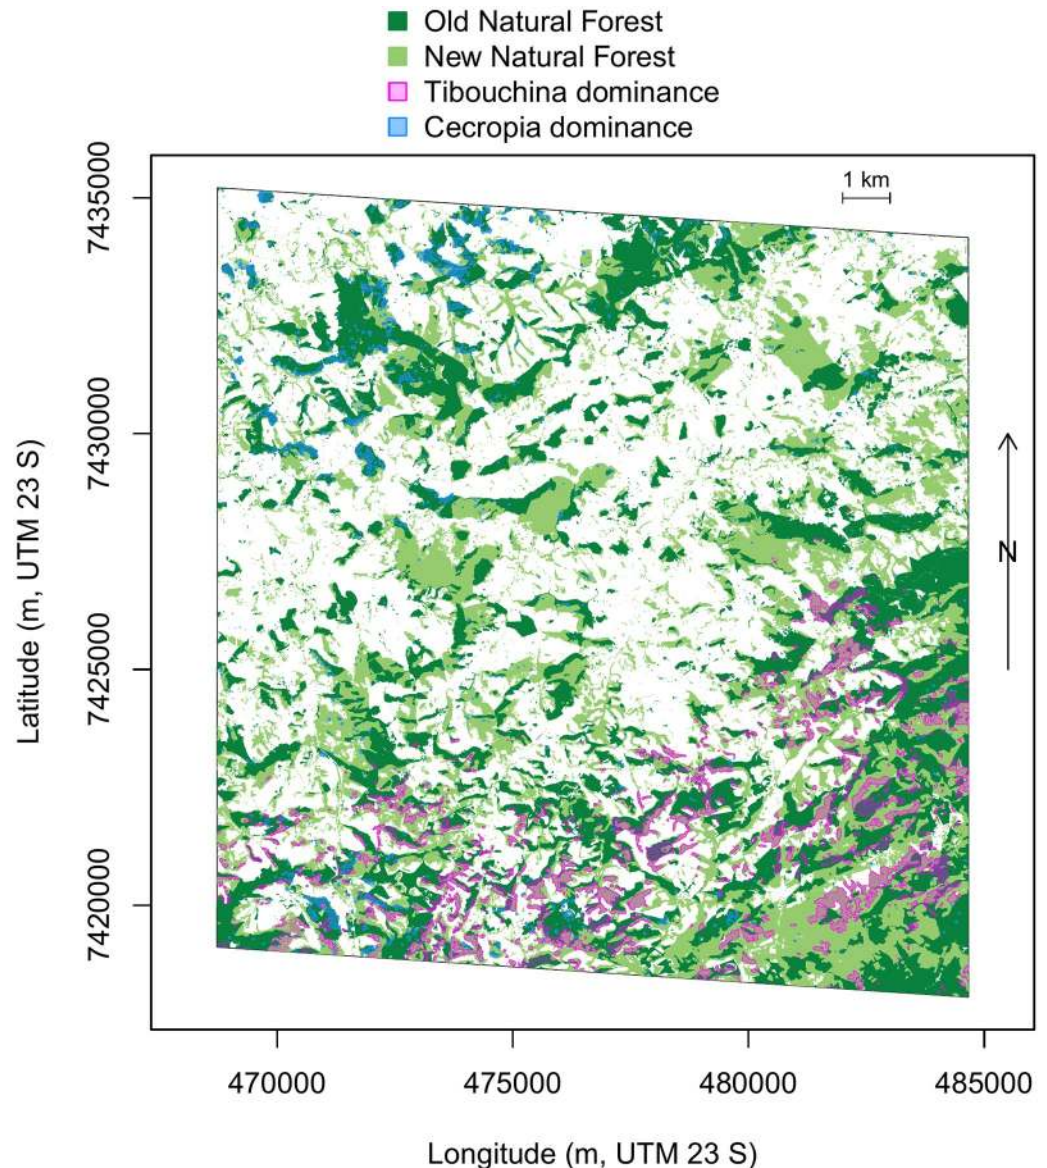 Old Natural Forest
New Natural Forest
Tibouchina dominance
Cecropia dominance
1 km
7435000
7430000
7425000
7420000
Latitude (m, UTM 23 S)
N
470000
475000
480000
485000
Longitude (m, UTM 23 S)